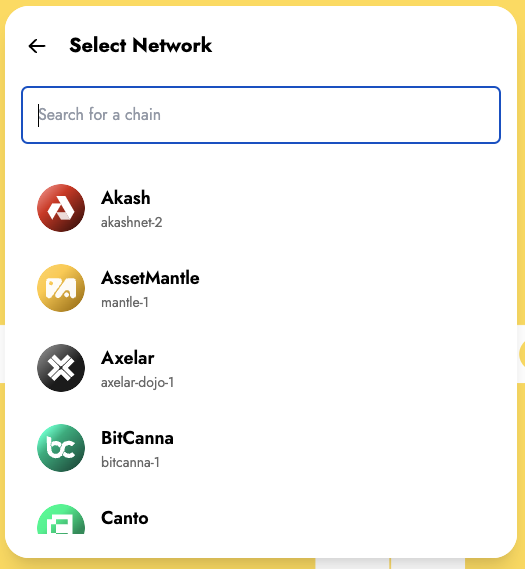 Select Network
Search for a chain
Akash
akashnet-2
AssetMantle
mantle-1
Axelar
axelar-dojo-1
BitCanna
bc
bitcanna-1
Canto